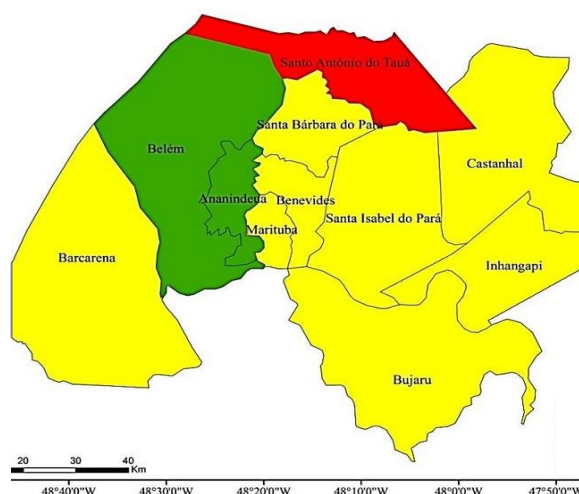 Santo Antônio do Tauá
Santa Bárbara do Pará
Belém
Castanhal
Ananindeua
Benevides
Santa Isabel do Pará
Marituba
Barcarena
Inhangapi
Bujaru
20 30 40
Km
48°40'0"W 48°30'0"W 48°20'0"W 48°10'0"W 48°0'0"W 47°50'0"W